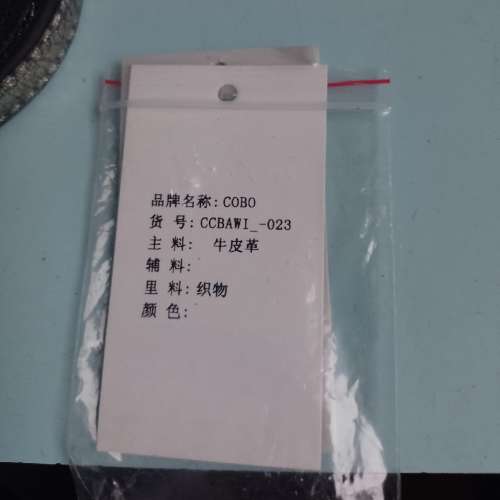 品牌名称:COBO
货 号:CCBAWI_-023
主 料: 牛皮革
辅 料:
里 料:织物
颜 色: